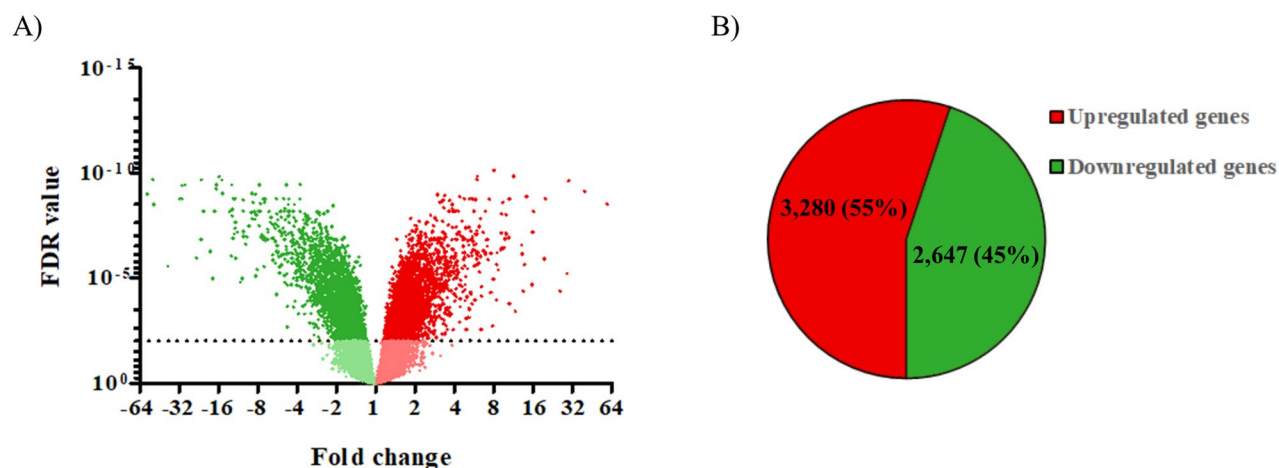 A)
B)
10⁻¹⁵
10⁻¹⁰
10⁻⁵
10⁰
FDR value
-64 -32 -16 -8 -4 -2 1 2 4 8 16 32 64
Fold change
Upregulated genes
Downregulated genes
3,280 (55%)
2,647 (45%)